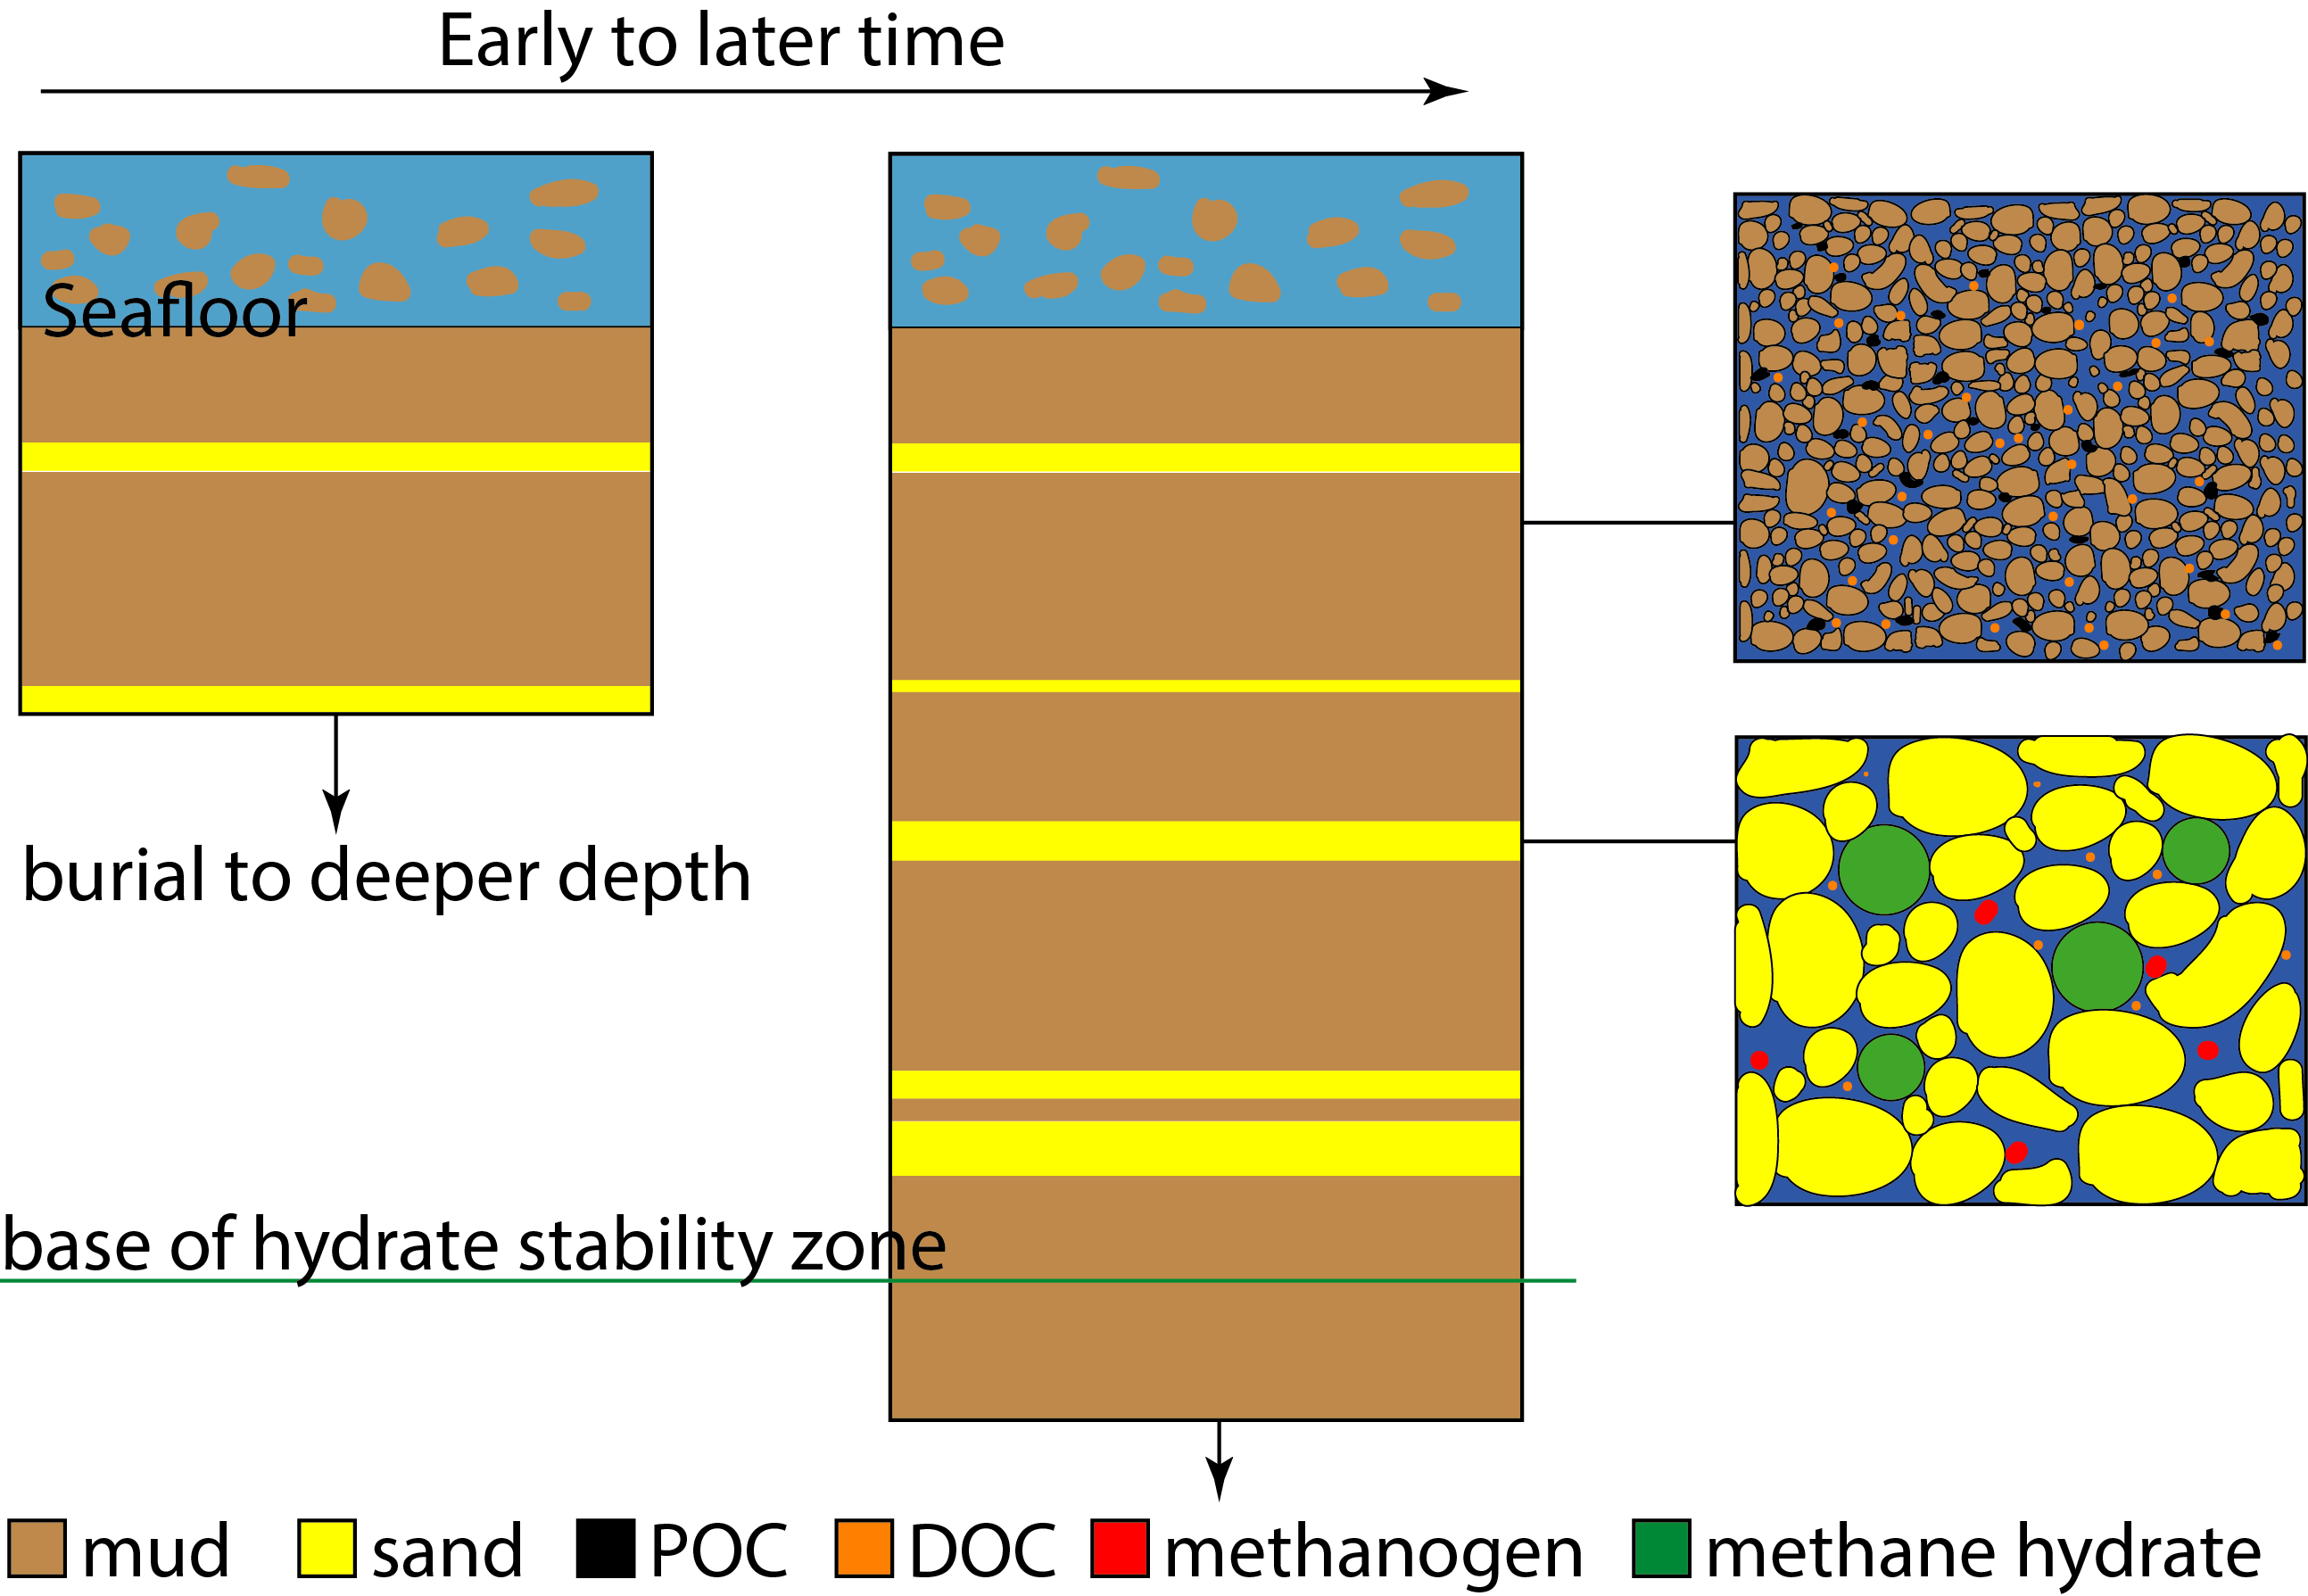 Early to later time
Seafloor
burial to deeper depth
base of hydrate stability zone
mud sand POC DOC methanogen methane hydrate